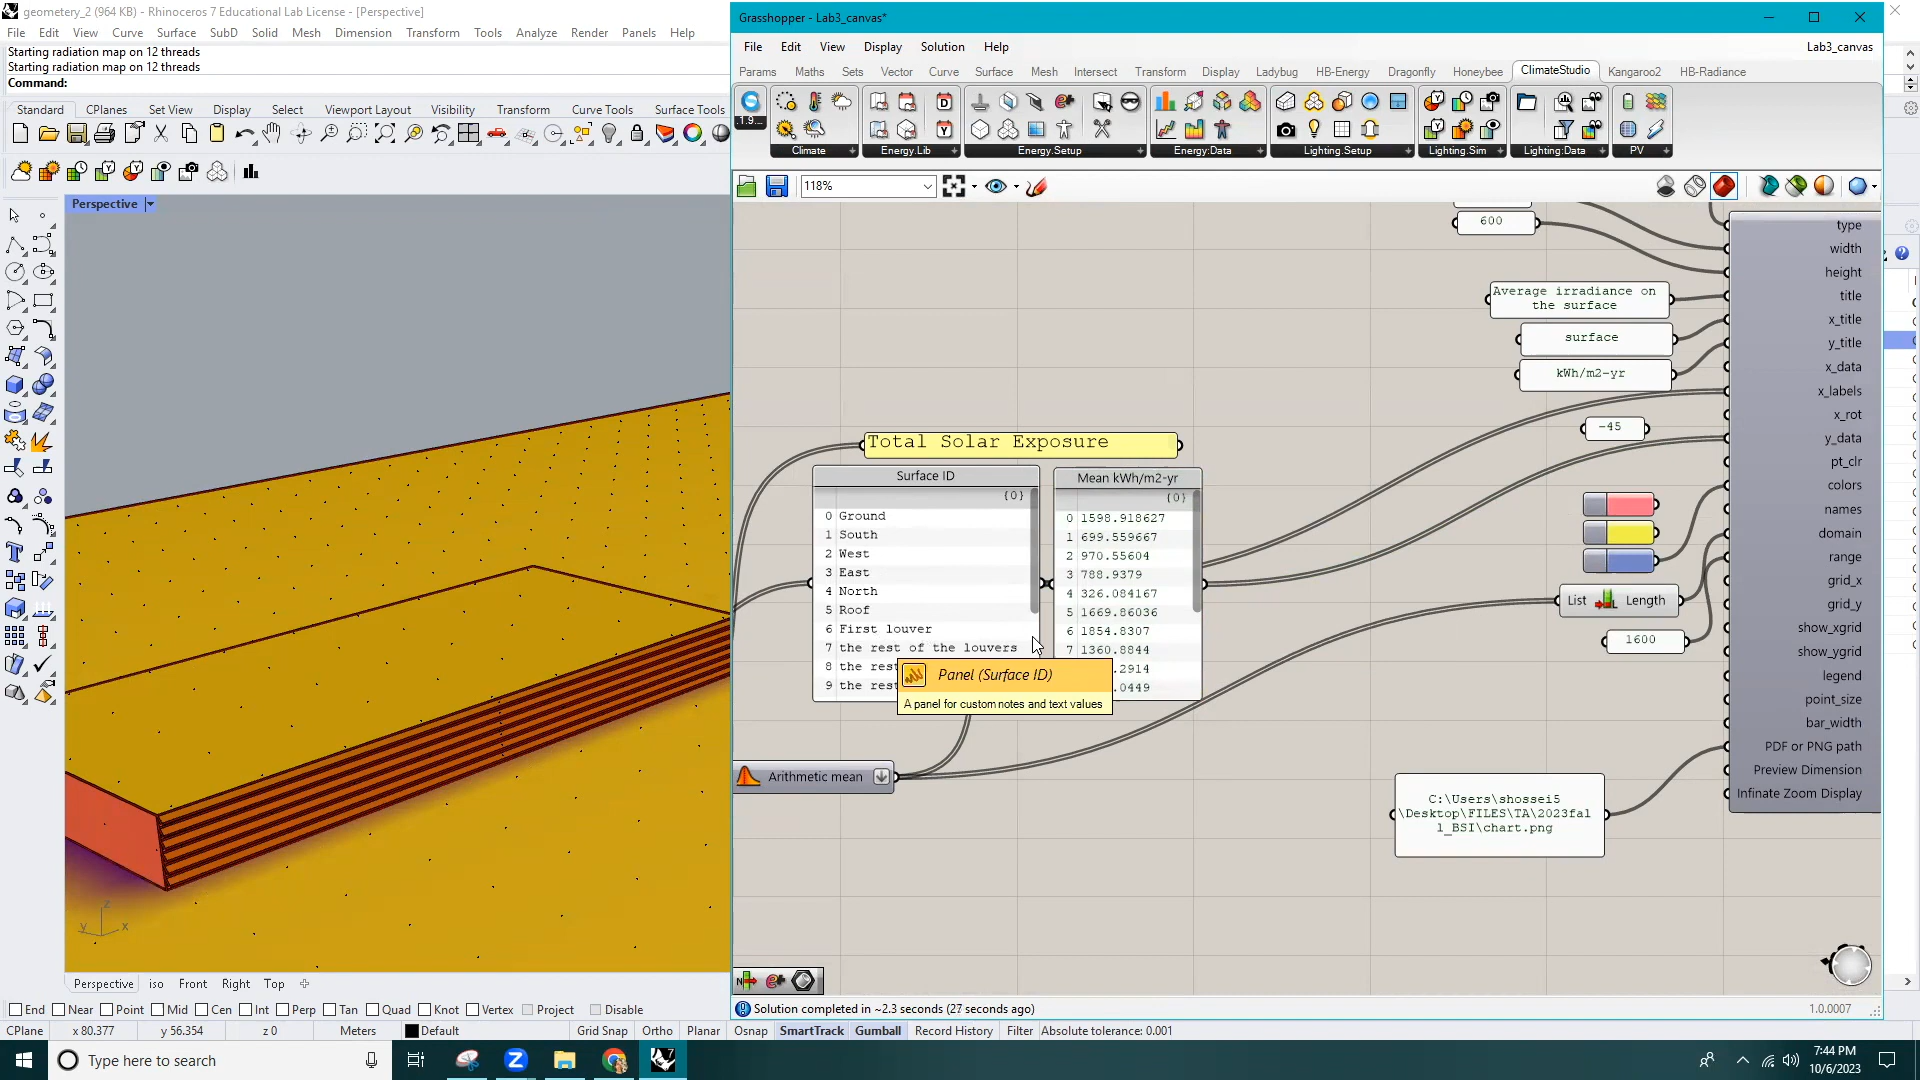 geometery_2 (964 KB) - Rhinoceros 7 Educational Lab License - [Perspective]
File Edit View Curve Surface SubD Solid Mesh Dimension Transform Tools Analyze Render Panels Help
Starting radiation map on 12 threads
Starting radiation map on 12 threads
Command:
Standard CPlanes Set View Display Select Viewport Layout Visibility Transform Curve Tools Surface Tools
Perspective
Grasshopper - Lab3_canvas*
File Edit View Display Solution Help
Lab3_canvas
Params Maths Sets Vector Curve Surface Mesh Intersect Transform Display Ladybug HB-Energy Dragonfly Honeybee ClimateStudio Kangaroo2 HB-Radiance
Climate Energy.Lib Energy.Setup Energy:Data Lighting.Setup Lighting.Sim Lighting:Data PV
118%
600
Average irradiance on
the surface
surface
kWh/m2-yr
-45
List Length
1600
C:\Users\shossei5
\Desktop\FILES\TA\2023fal
l_BSI\chart.png
type
width
height
title
x_title
y_title
x_data
x_labels
x_rot
y_data
pt_clr
colors
names
domain
range
grid_x
grid_y
show_xgrid
show_ygrid
legend
point_size
bar_width
PDF or PNG path
Preview Dimension
Infinate Zoom Display
Total Solar Exposure
Surface ID
{0}
0 Ground
1 South
2 West
3 East
4 North
5 Roof
6 First louver
7 the rest of the louvers
8 the rest
9 the rest
Mean kWh/m2-yr
{0}
0 1598.918627
1 699.559667
2 970.55604
3 788.9379
4 326.084167
5 1669.86036
6 1854.8307
7 1360.8844
.2914
.0449
Panel (Surface ID)
A panel for custom notes and text values
Arithmetic mean
z
y x
Perspective iso Front Right Top
End Near Point Mid Cen Int Perp Tan Quad Knot Vertex Project Disable
Solution completed in ~2.3 seconds (27 seconds ago)
1.0.0007
CPlane x 80.377 y 56.354 z 0 Meters Default Grid Snap Ortho Planar Osnap SmartTrack Gumball Record History Filter Absolute tolerance: 0.001
Type here to search
7:44 PM
10/6/2023